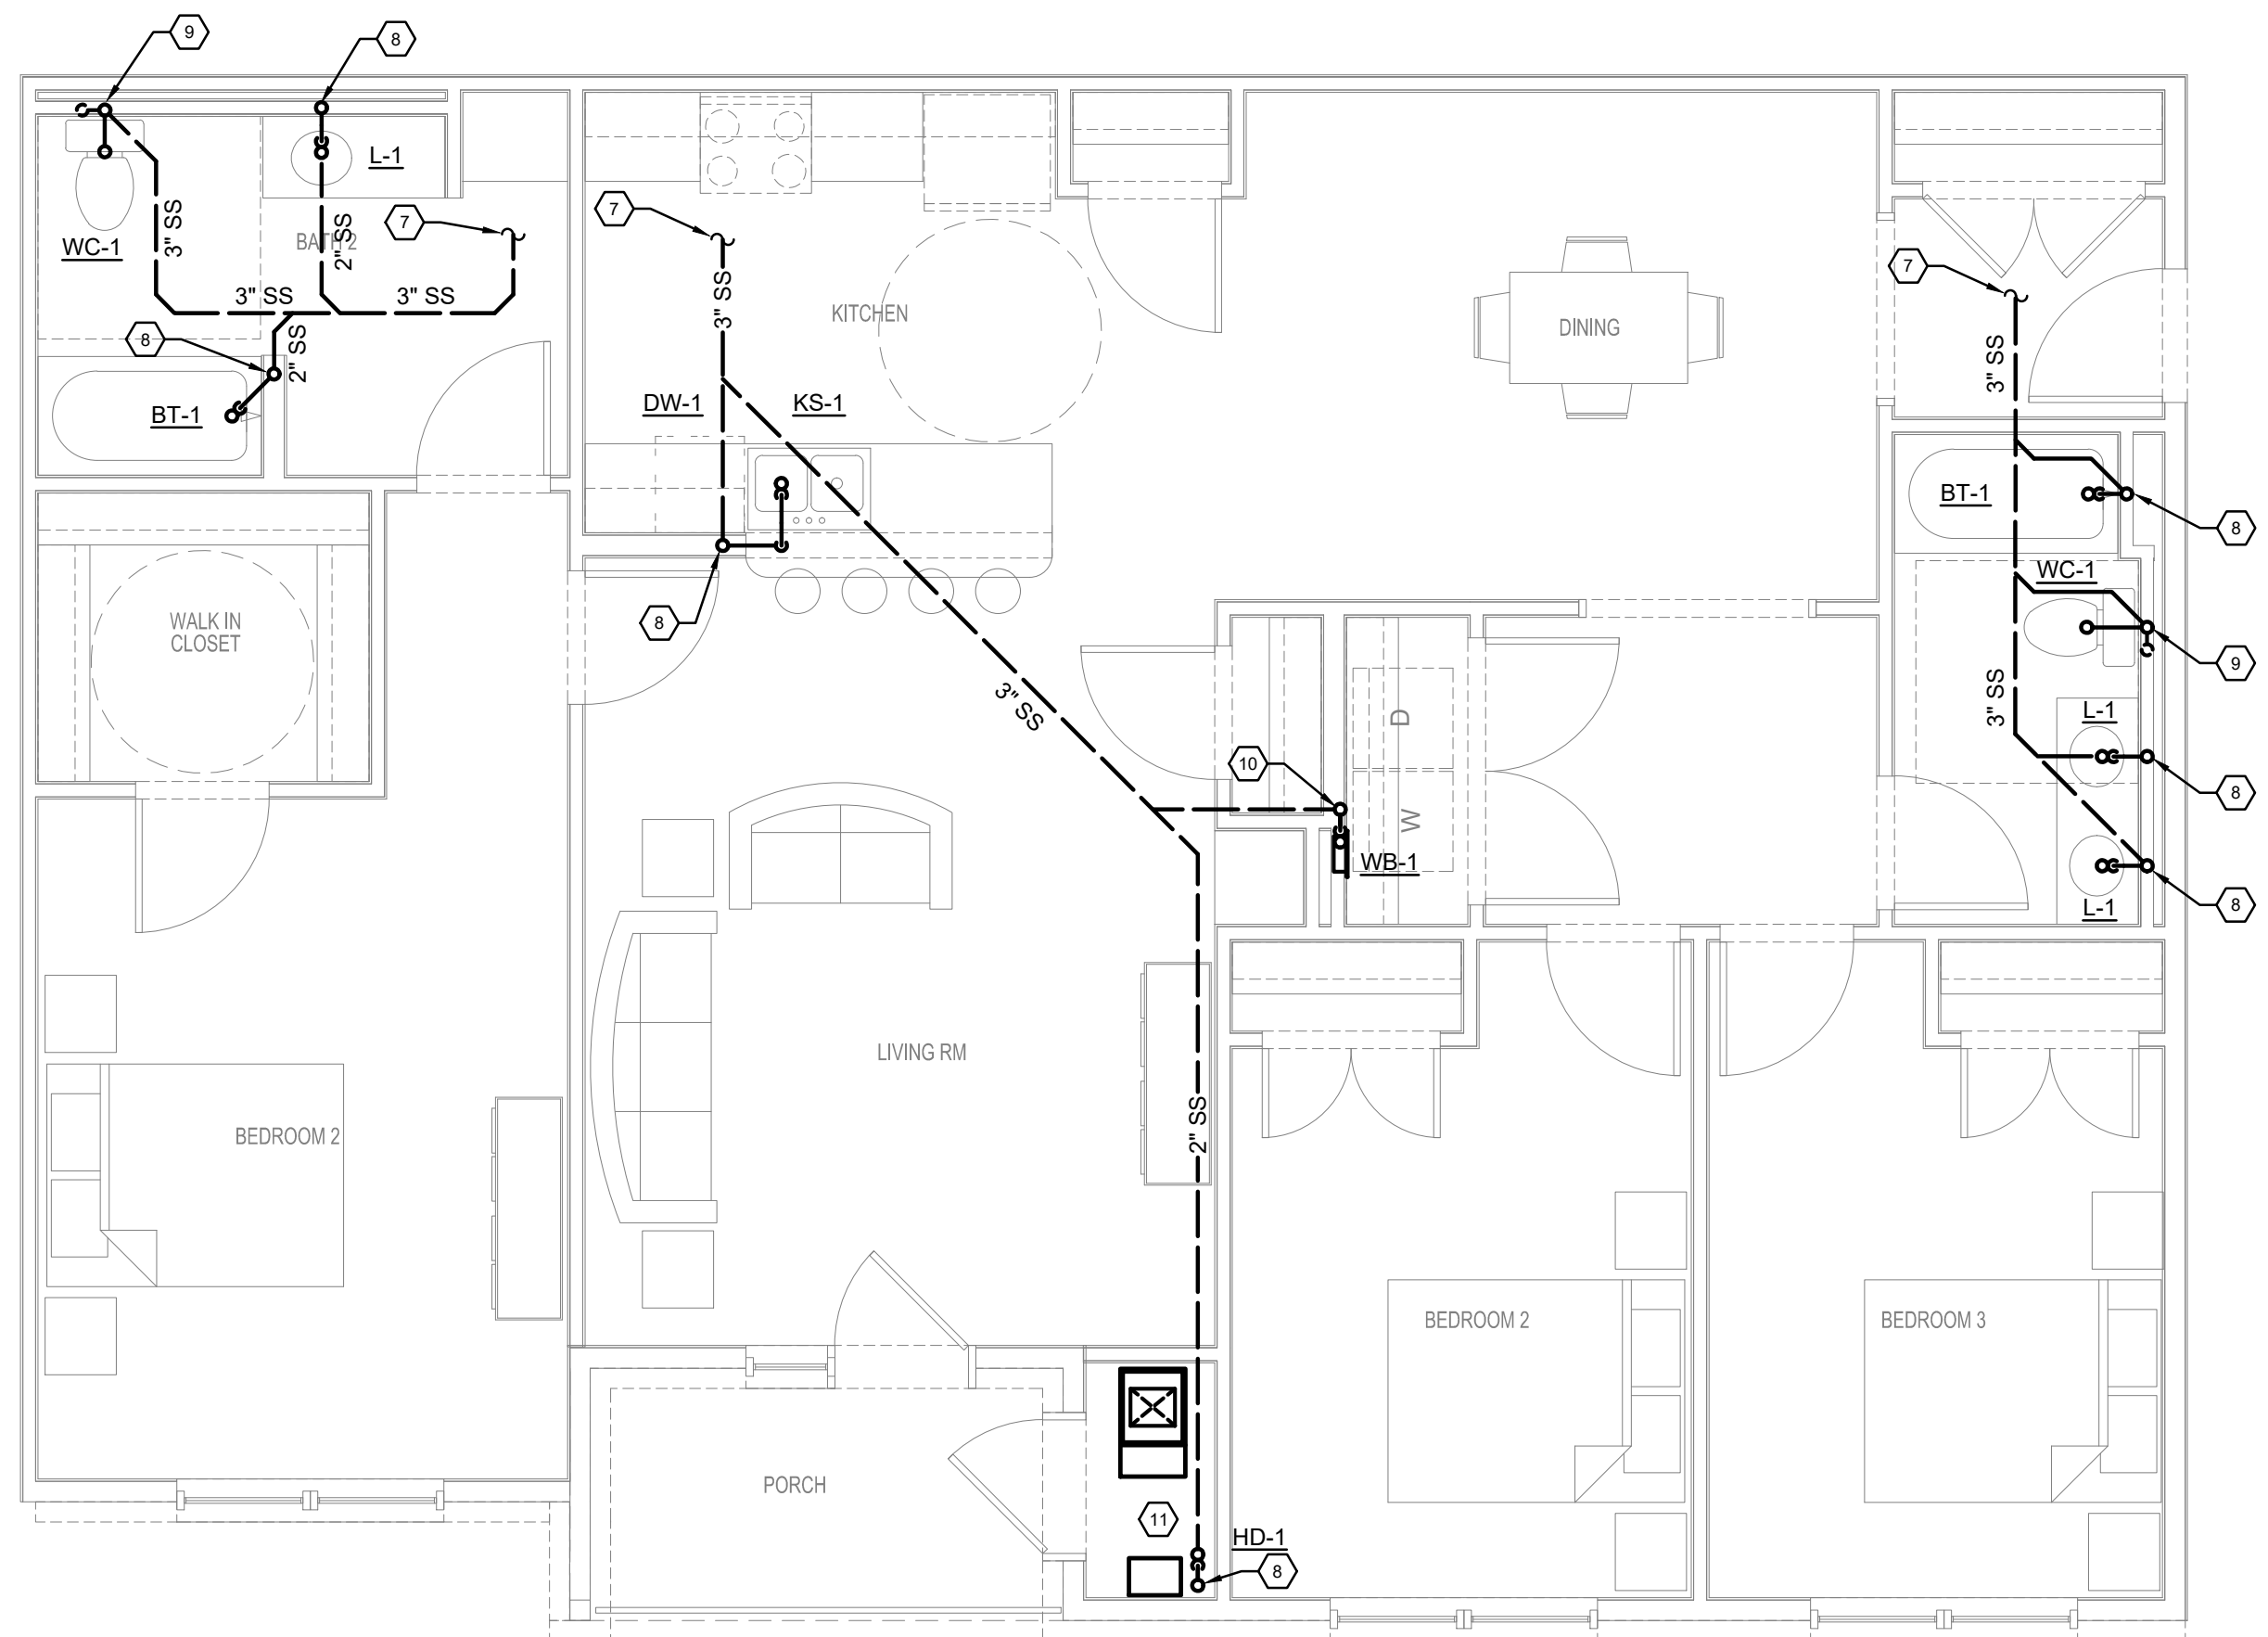 9
8
L-1
3" SS
2" SS
7
WC-1
BATH 2
3" SS
3" SS
8
2" SS
BT-1
7
3" SS
KITCHEN
DINING
7
3" SS
DW-1
KS-1
BT-1
8
WALK IN
CLOSET
8
WC-1
9
3" SS
3" SS
D
L-1
10
W
8
WB-1
8
L-1
LIVING RM
2" SS
BEDROOM 2
BEDROOM 2
BEDROOM 3
PORCH
11
HD-1
8